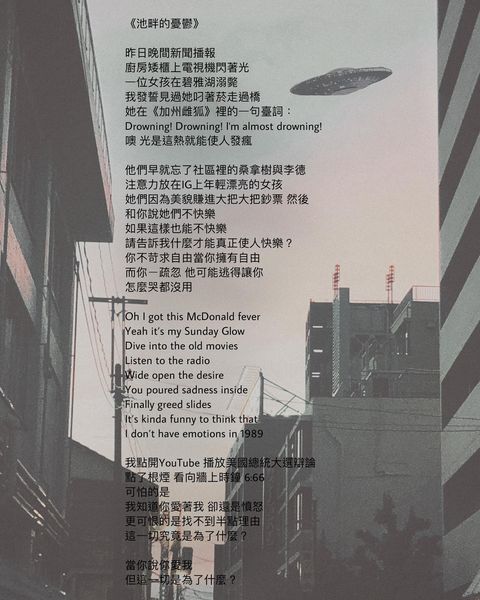 《池畔的憂鬱》
昨日晚間新聞播報
廚房矮櫃上電視機閃著光
一位女孩在碧雅湖溺斃
我發誓見過她叼著菸走過橋
她在《加州雌狐》裡的一句臺詞：
Drowning! Drowning! I'm almost drowning!
噢 光是這熱就能使人發瘋
他們早就忘了社區裡的桑拿樹與李德
注意力放在IG上年輕漂亮的女孩
她們因為美貌賺進大把大把鈔票 然後
和你說她們不快樂
如果這樣也能不快樂
請告訴我什麼才能真正使人快樂？
你不苛求自由當你擁有自由
而你一疏忽 他可能逃得讓你
怎麼哭都沒用
Oh I got this McDonald fever
Yeah it's my Sunday Glow
Dive into the old movies
Listen to the radio
Wide open the desire
You poured sadness inside
Finally greed slides
It's kinda funny to think that
I don't have emotions in 1989
我點開YouTube 播放美國總統大選辯論
點了根煙 看向牆上時鐘 6:66
可怕的是
我知道你愛著我 卻還是憤怒
更可恨的是找不到半點理由
這一切究竟是為了什麼？
當你說你愛我
但這一切是為了什麼？